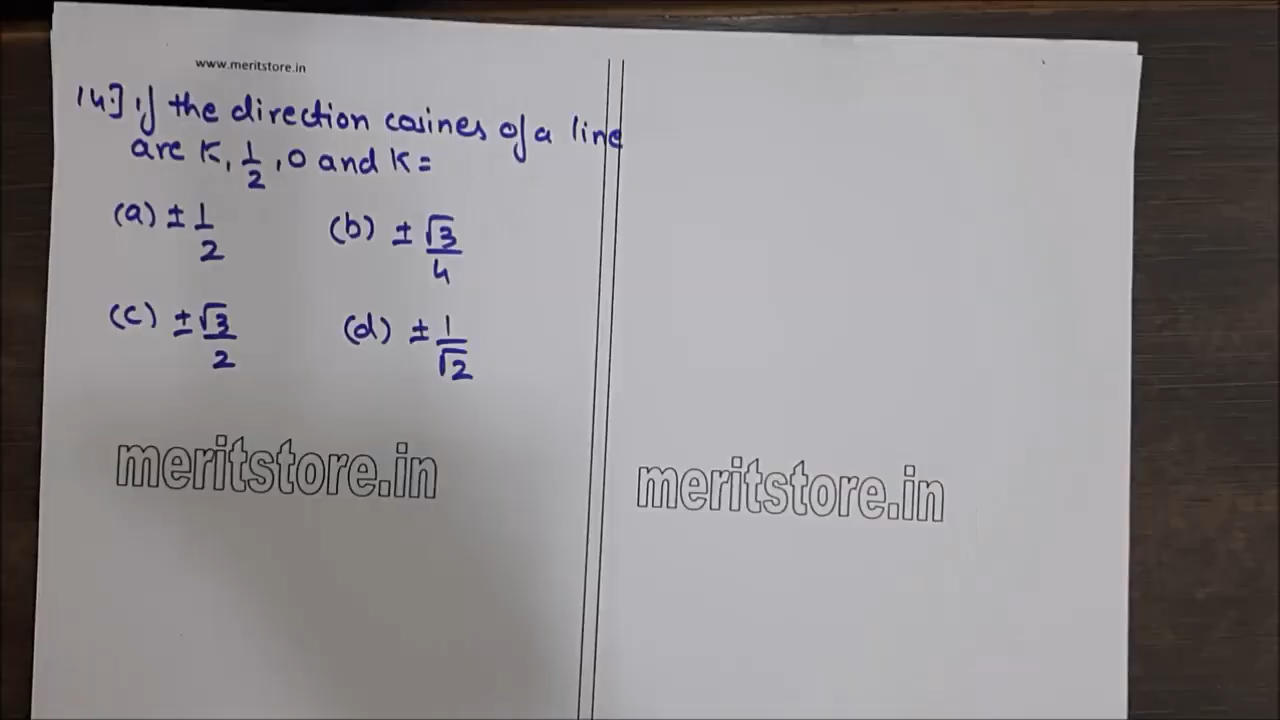 www.meritstore.in
14:] if the direction cosines of a line
are K, 1/2, 0 and K =
(a) ± 1/2 (b) ± √3/4
(c) ± √3/2 (d) ± 1/√2
meritstore.in meritstore.in